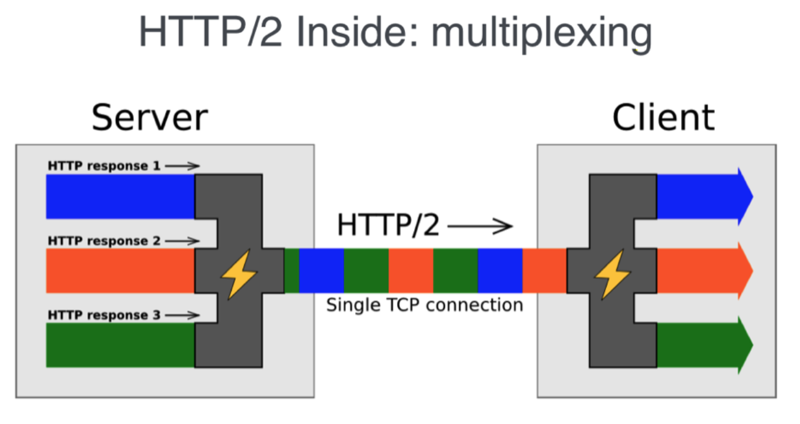 HTTP/2 Inside: multiplexing
Server
Client
HTTP response 1
HTTP response 2
HTTP/2
Single TCP connection
HTTP response 3